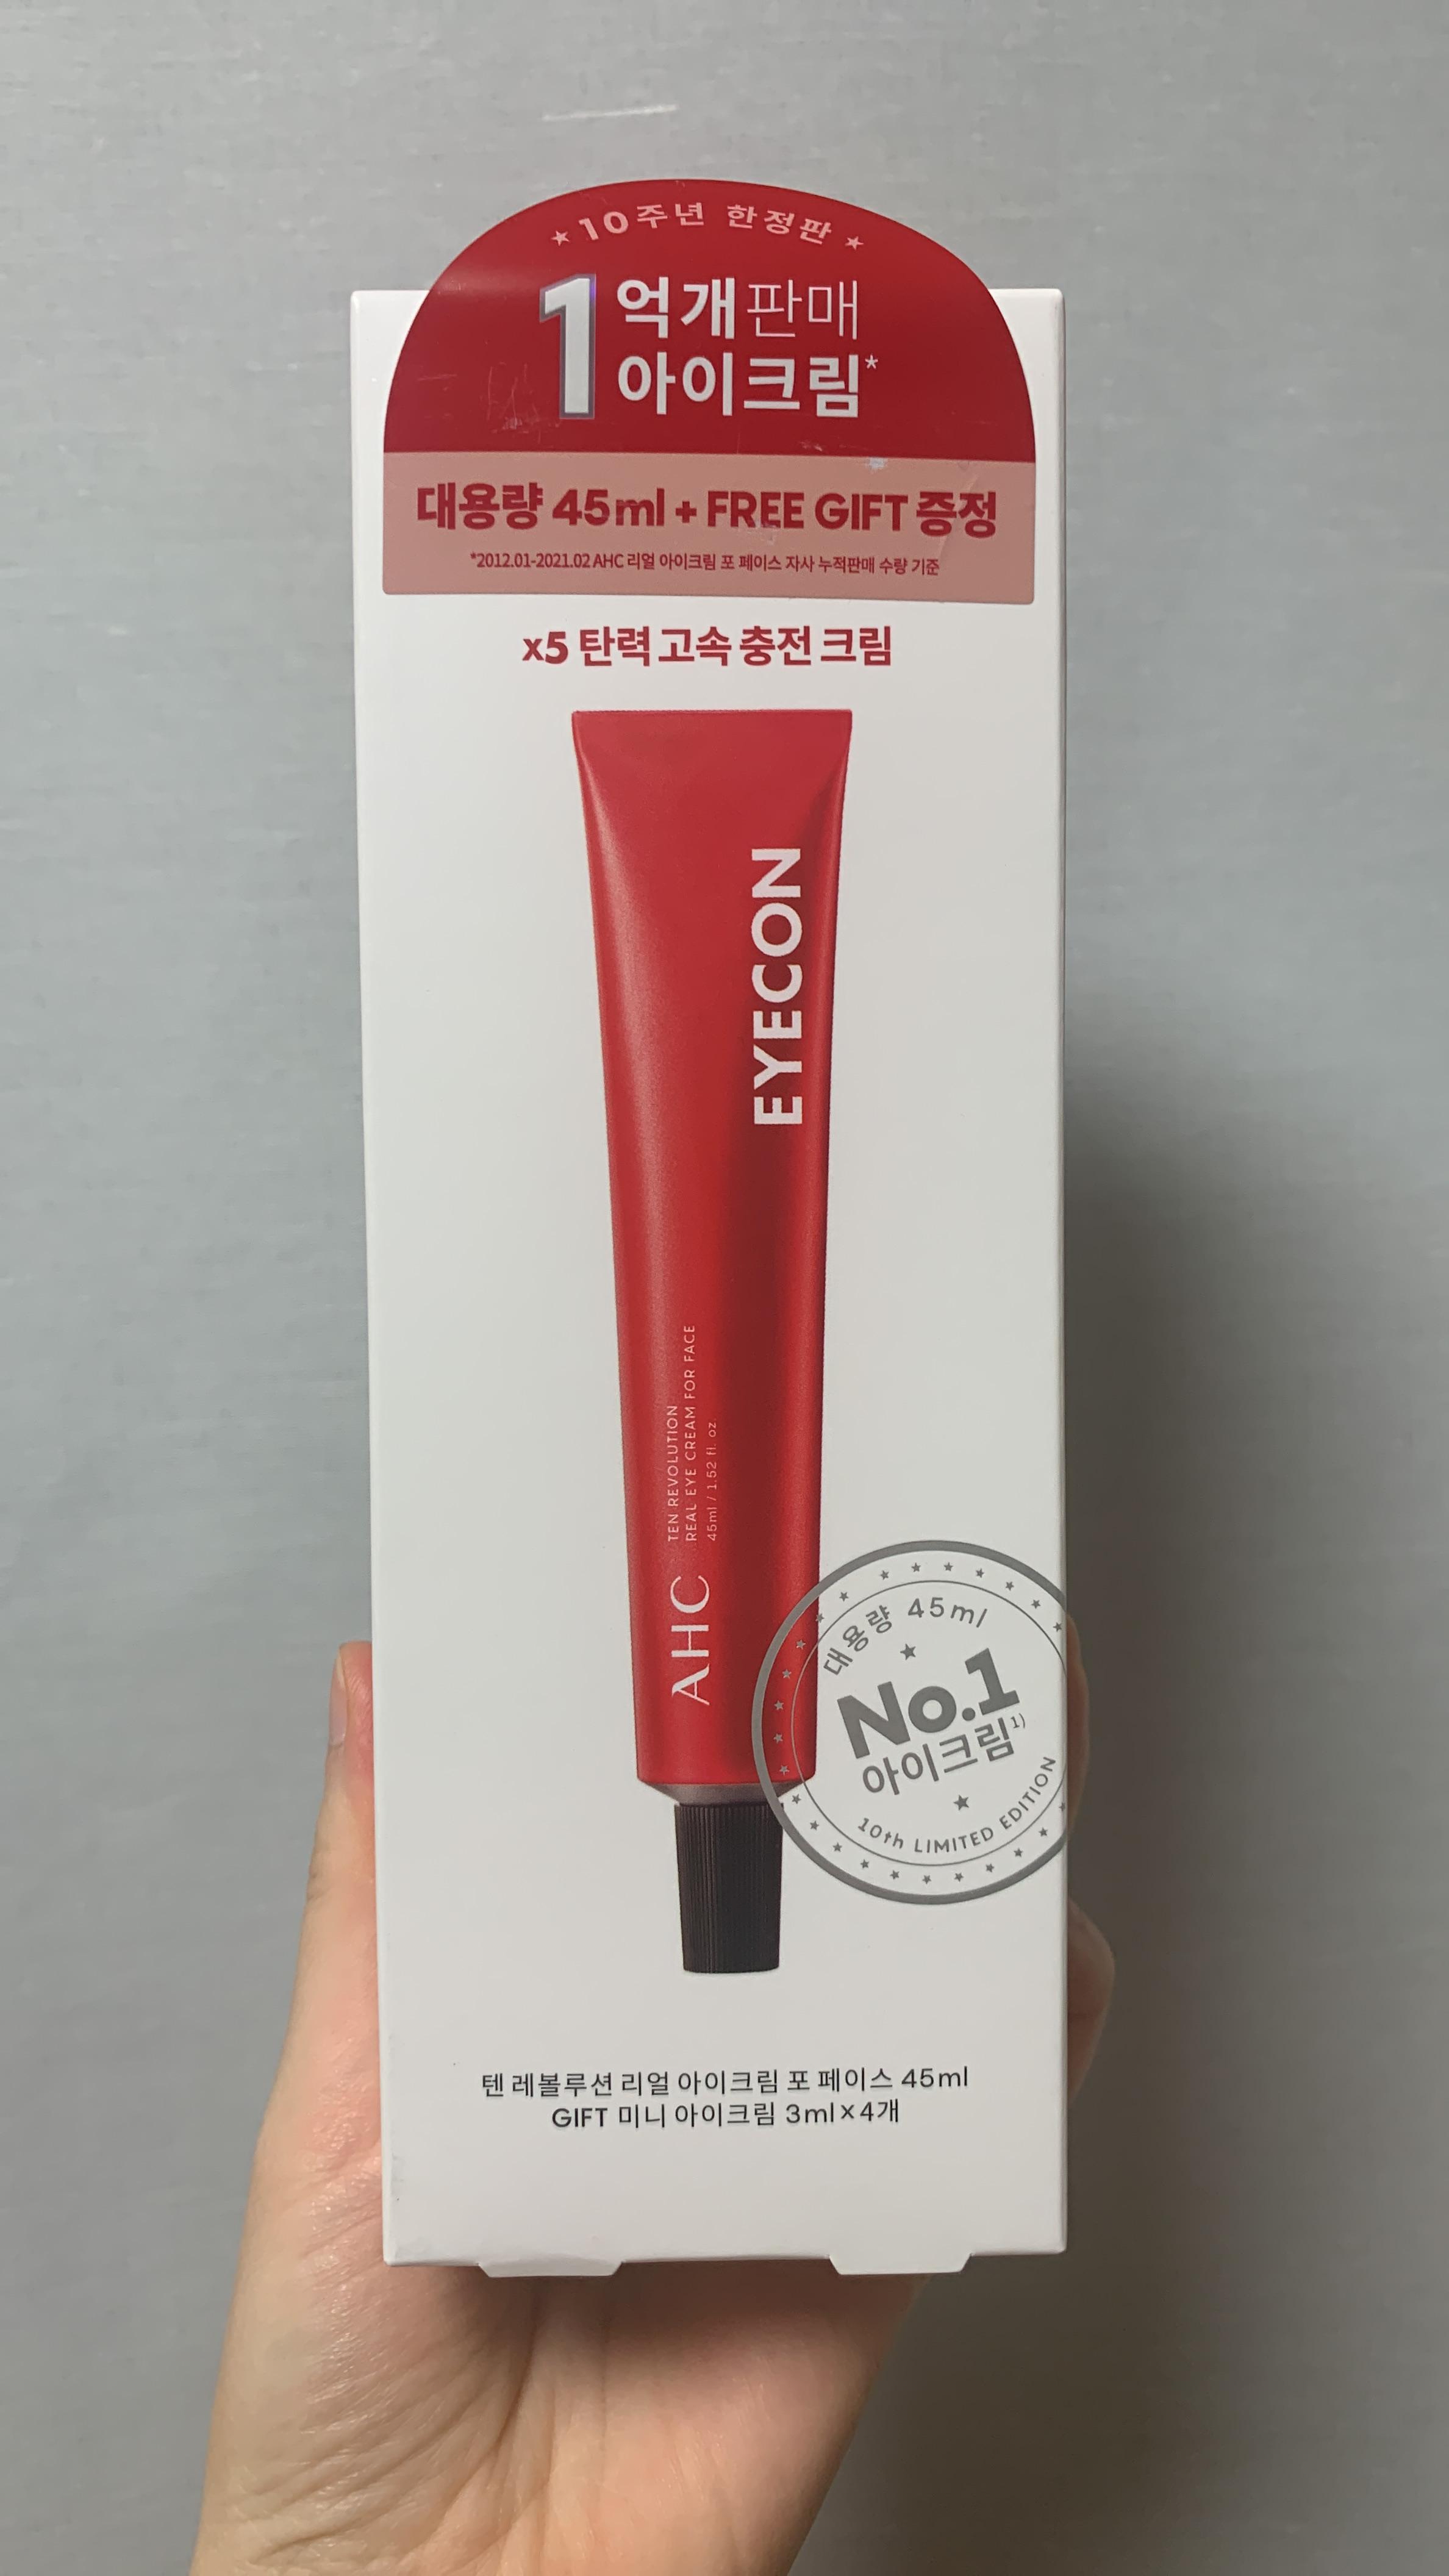 ★10주년 한정판★
1억개판매
아이크림*
대용량 45ml + FREE GIFT 증정
*2012.01-2021.02 AHC 리얼 아이크림 포 페이스 자사 누적판매 수량 기준
x5 탄력 고속 충전 크림
EYECON
AHC
TEN REVOLUTION
REAL EYE CREAM FOR FACE
45ml / 1.52 fl. oz
대용량 45ml
No.1
아이크림1)
10th LIMITED EDITION
텐 레볼루션 리얼 아이크림 포 페이스 45ml
GIFT 미니 아이크림 3ml×4개